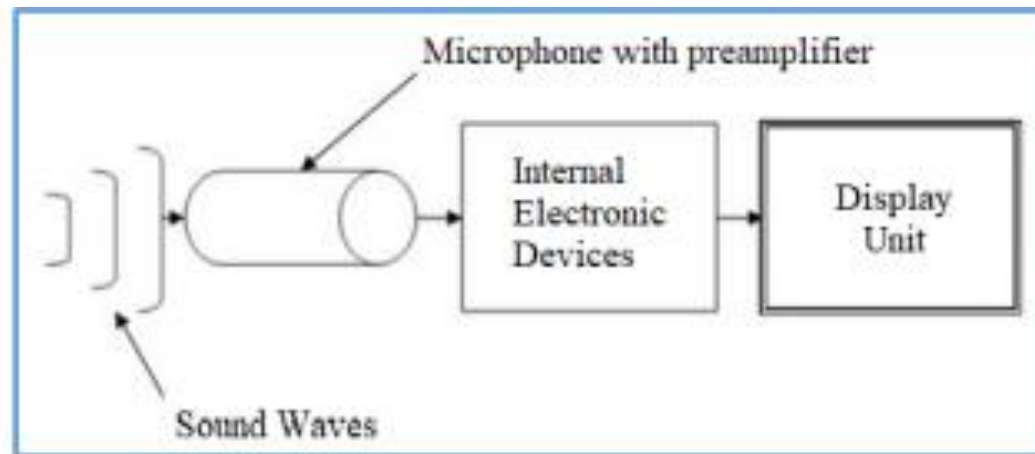 Microphone with preamplifier
Internal
Electronic
Devices
Display
Unit
Sound Waves